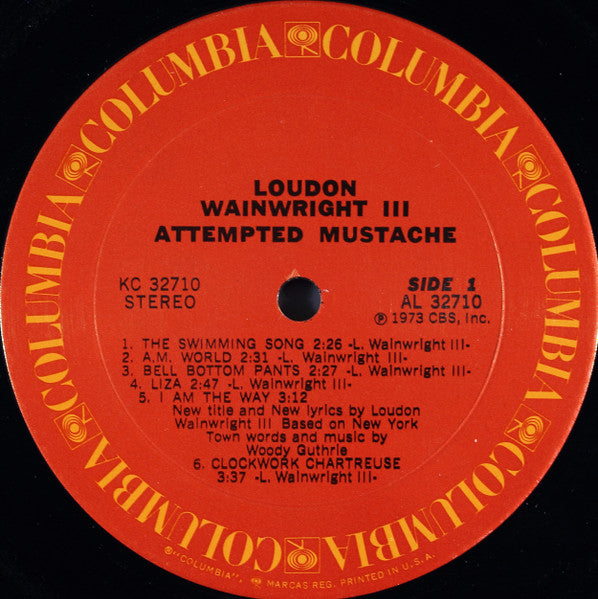 COLUMBIA COLUMBIA COLUMBIA COLUMBIA COLUMBIA COLUMBIA
LOUDON
WAINWRIGHT III
ATTEMPTED MUSTACHE
KC 32710
STEREO
SIDE 1
AL 32710
℗ 1973 CBS, Inc.
1. THE SWIMMING SONG 2:26 -L. Wainwright III-
2. A.M. WORLD 2:31 -L. Wainwright III-
3. BELL BOTTOM PANTS 2:27 -L. Wainwright III-
4. LIZA 2:47 -L. Wainwright III-
5. I AM THE WAY 3:12
New title and New lyrics by Loudon
Wainwright III Based on New York
Town words and music by
Woody Guthrie
6. CLOCKWORK CHARTREUSE
3:37 -L. Wainwright III-
®"COLUMBIA", MARCAS REG. PRINTED IN U.S.A.